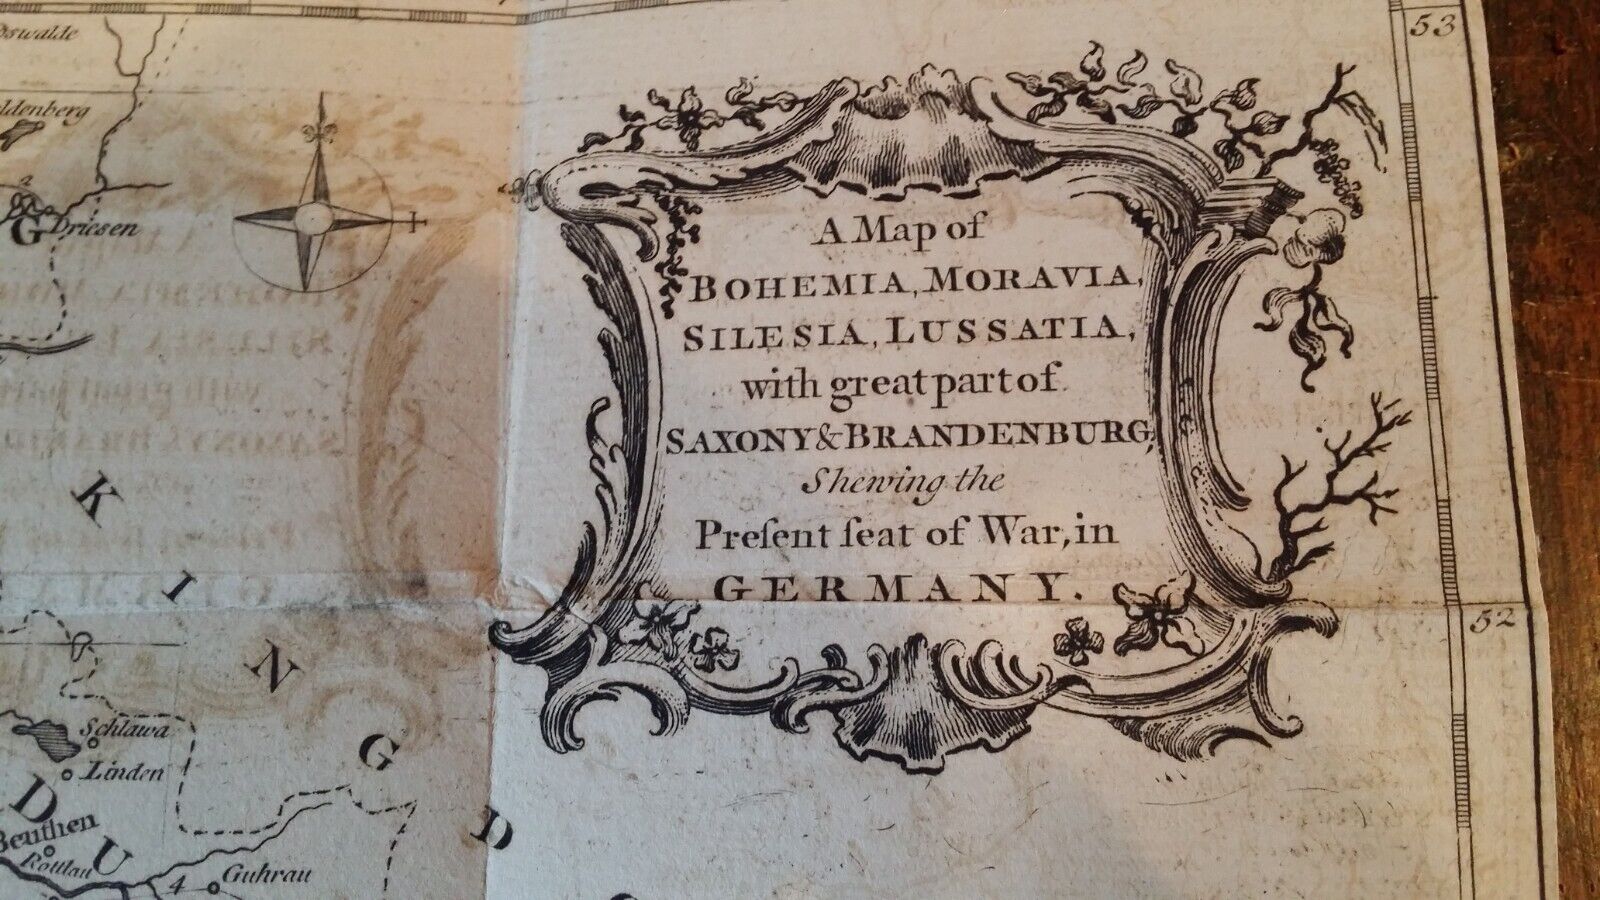 53
Driesen
G
A Map of
BOHEMIA, MORAVIA,
SILESIA, LUSSATIA,
with great part of
SAXONY & BRANDENBURG,
Shewing the
Preſent ſeat of War, in
GERMANY.
52
K
I
N
G
D
Schlawa
Linden
D
U
Beuthen
Guhrau
4